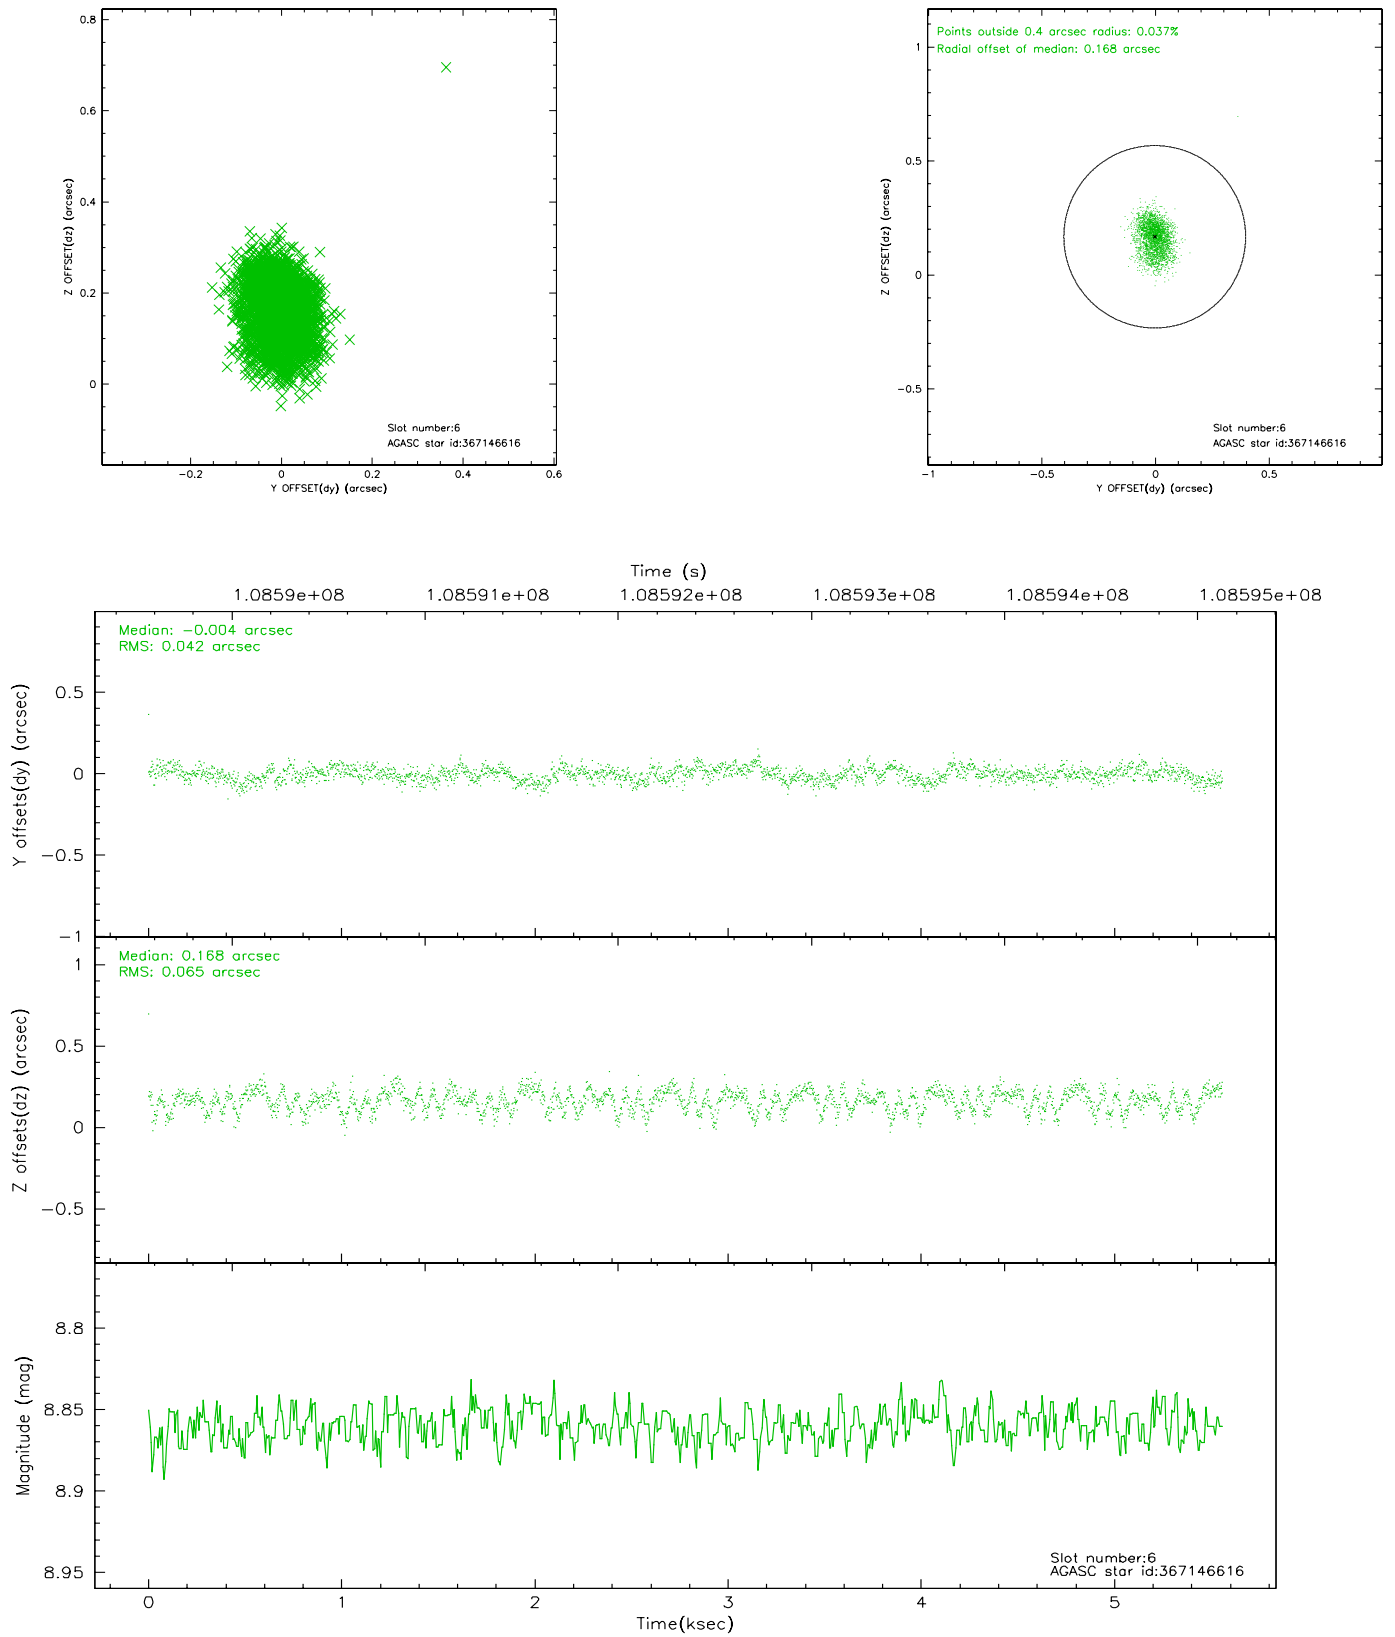 0.8
0.6
0.4
0.2
0
Z OFFSET(dz) (arcsec)
Slot number:6
AGASC star id:367146616
-0.2 0 0.2 0.4 0.6
Y OFFSET(dy) (arcsec)
Points outside 0.4 arcsec radius: 0.037%
Radial offset of median: 0.168 arcsec
1
0.5
0
-0.5
Z OFFSET(dz) (arcsec)
Slot number:6
AGASC star id:367146616
-1 -0.5 0 0.5
Y OFFSET(dy) (arcsec)
Time (s)
1.0859e+08 1.08591e+08 1.08592e+08 1.08593e+08 1.08594e+08 1.08595e+08
Median: -0.004 arcsec
RMS: 0.042 arcsec
0.5
0
-0.5
-1
Y offsets(dy) (arcsec)
Median: 0.168 arcsec
RMS: 0.065 arcsec
1
0.5
0
-0.5
Z offsets(dz) (arcsec)
8.8
8.85
8.9
8.95
Magnitude (mag)
Slot number:6
AGASC star id:367146616
0 1 2 3 4 5
Time(ksec)